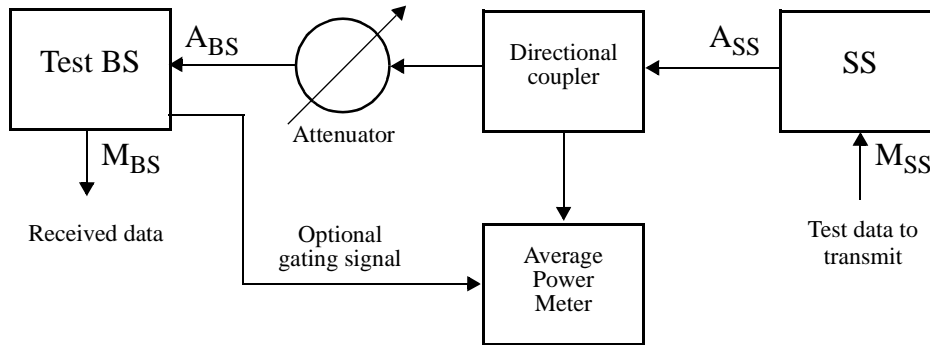 Test BS
A_BS
Attenuator
Directional
coupler
A_SS
SS
M_BS
Received data
Optional
gating signal
Average
Power
Meter
M_SS
Test data to
transmit